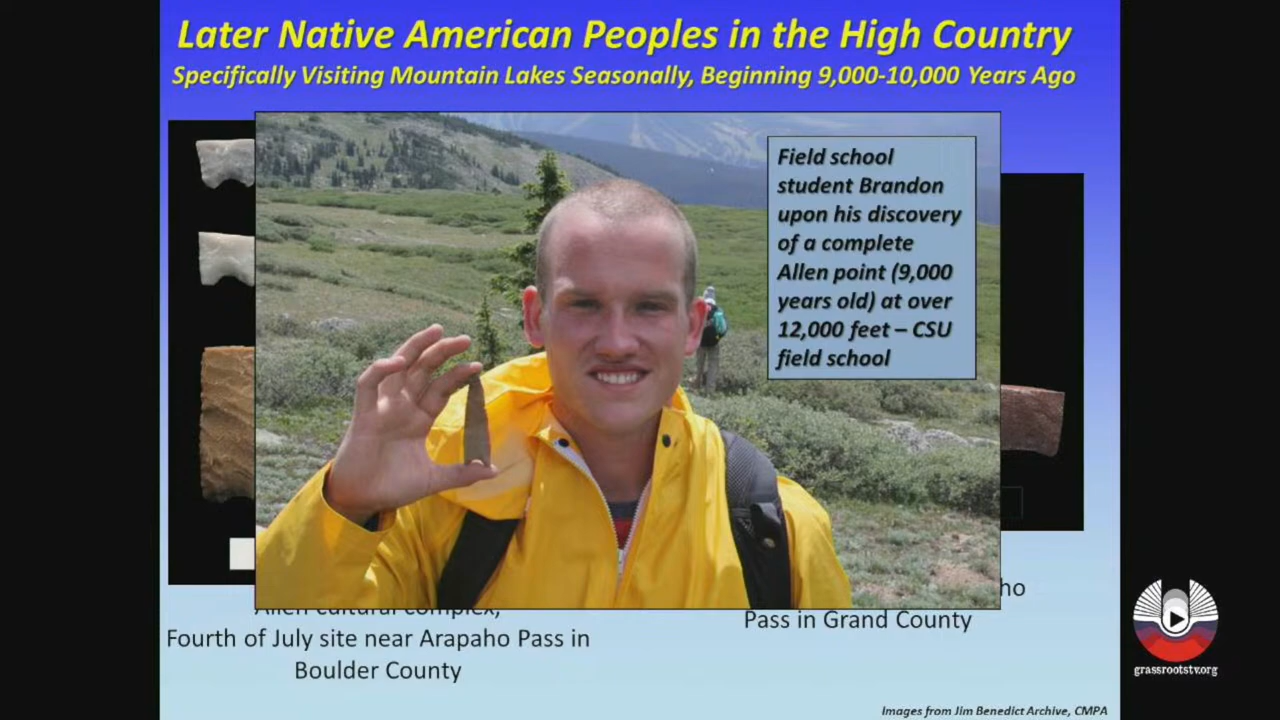 Later Native American Peoples in the High Country
Specifically Visiting Mountain Lakes Seasonally, Beginning 9,000-10,000 Years Ago
Field school
student Brandon
upon his discovery
of a complete
Allen point (9,000
years old) at over
12,000 feet – CSU
field school
Allen cultural complex,
Fourth of July site near Arapaho Pass in
Boulder County
Pass in Grand County
grassrootstv.org
Images from Jim Benedict Archive, CMPA